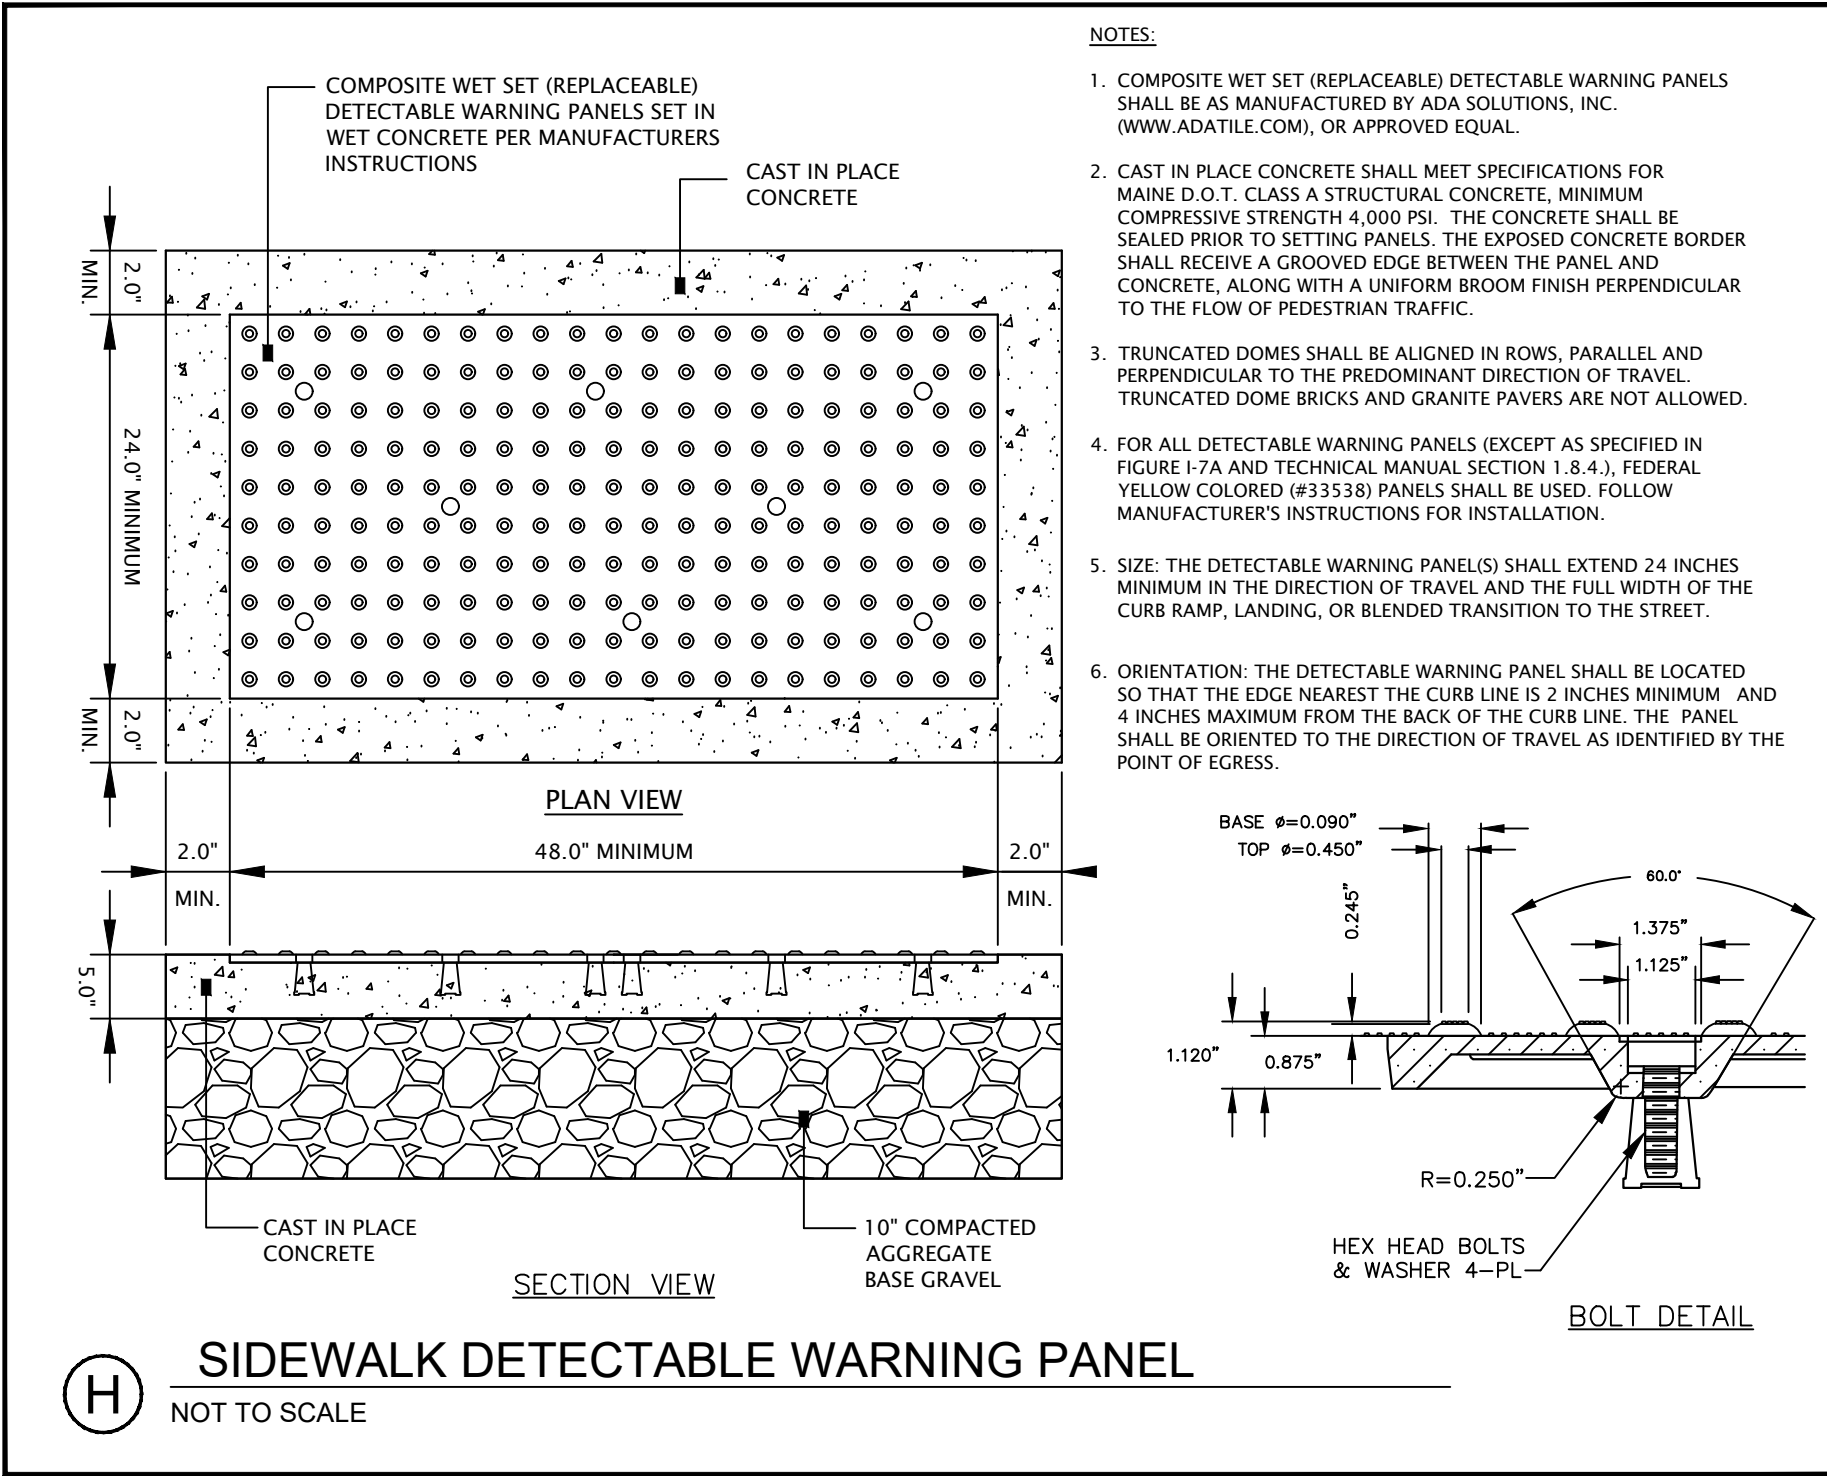 COMPOSITE WET SET (REPLACEABLE)
DETECTABLE WARNING PANELS SET IN
WET CONCRETE PER MANUFACTURERS
INSTRUCTIONS
CAST IN PLACE
CONCRETE
2.0"
MIN.
24.0" MINIMUM
2.0"
MIN.
PLAN VIEW
2.0"
MIN.
48.0" MINIMUM
2.0"
MIN.
5.0"
CAST IN PLACE
CONCRETE
10" COMPACTED
AGGREGATE
BASE GRAVEL
SECTION VIEW
NOTES:
1. COMPOSITE WET SET (REPLACEABLE) DETECTABLE WARNING PANELS
SHALL BE AS MANUFACTURED BY ADA SOLUTIONS, INC.
(WWW.ADATILE.COM), OR APPROVED EQUAL.
2. CAST IN PLACE CONCRETE SHALL MEET SPECIFICATIONS FOR
MAINE D.O.T. CLASS A STRUCTURAL CONCRETE, MINIMUM
COMPRESSIVE STRENGTH 4,000 PSI. THE CONCRETE SHALL BE
SEALED PRIOR TO SETTING PANELS. THE EXPOSED CONCRETE BORDER
SHALL RECEIVE A GROOVED EDGE BETWEEN THE PANEL AND
CONCRETE, ALONG WITH A UNIFORM BROOM FINISH PERPENDICULAR
TO THE FLOW OF PEDESTRIAN TRAFFIC.
3. TRUNCATED DOMES SHALL BE ALIGNED IN ROWS, PARALLEL AND
PERPENDICULAR TO THE PREDOMINANT DIRECTION OF TRAVEL.
TRUNCATED DOME BRICKS AND GRANITE PAVERS ARE NOT ALLOWED.
4. FOR ALL DETECTABLE WARNING PANELS (EXCEPT AS SPECIFIED IN
FIGURE I-7A AND TECHNICAL MANUAL SECTION 1.8.4.), FEDERAL
YELLOW COLORED (#33538) PANELS SHALL BE USED. FOLLOW
MANUFACTURER'S INSTRUCTIONS FOR INSTALLATION.
5. SIZE: THE DETECTABLE WARNING PANEL(S) SHALL EXTEND 24 INCHES
MINIMUM IN THE DIRECTION OF TRAVEL AND THE FULL WIDTH OF THE
CURB RAMP, LANDING, OR BLENDED TRANSITION TO THE STREET.
6. ORIENTATION: THE DETECTABLE WARNING PANEL SHALL BE LOCATED
SO THAT THE EDGE NEAREST THE CURB LINE IS 2 INCHES MINIMUM AND
4 INCHES MAXIMUM FROM THE BACK OF THE CURB LINE. THE PANEL
SHALL BE ORIENTED TO THE DIRECTION OF TRAVEL AS IDENTIFIED BY THE
POINT OF EGRESS.
BASE ø=0.090"
TOP ø=0.450"
0.245"
60.0°
1.375"
1.125"
1.120"
0.875"
R=0.250"
HEX HEAD BOLTS
& WASHER 4-PL
BOLT DETAIL
H
SIDEWALK DETECTABLE WARNING PANEL
NOT TO SCALE